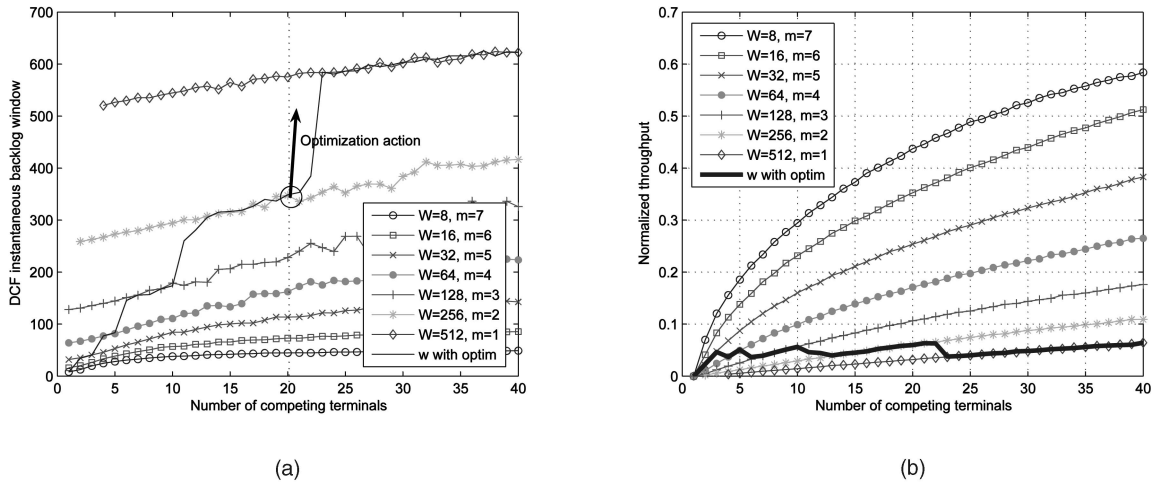 700
600
500
400
300
200
100
0
0
5
10
15
20
25
30
35
40
DCF instantaneous backlog window
Number of competing terminals
Optimization action
W=8, m=7
W=16, m=6
W=32, m=5
W=64, m=4
W=128, m=3
W=256, m=2
W=512, m=1
w with optim
(a)
0.7
0.6
0.5
0.4
0.3
0.2
0.1
0
0
5
10
15
20
25
30
35
40
Normalized throughput
Number of competing terminals
W=8, m=7
W=16, m=6
W=32, m=5
W=64, m=4
W=128, m=3
W=256, m=2
W=512, m=1
w with optim
(b)